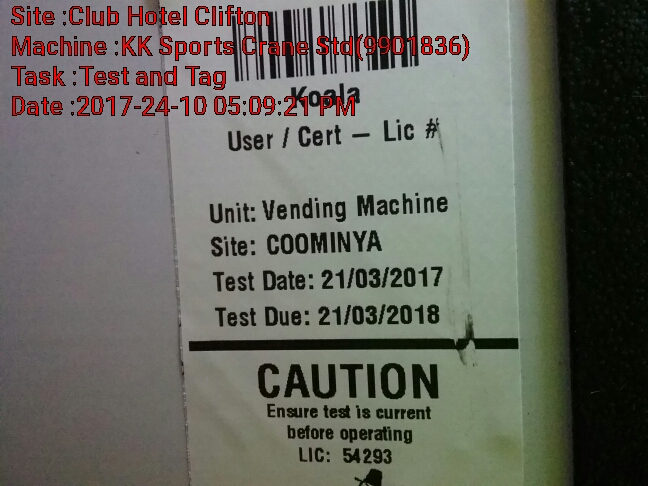 Site :Club Hotel Clifton
Machine :KK Sports Crane Std(9901836)
Task :Test and Tag
Date :2017-24-10 05:09:21 PM
Koala
User / Cert – Lic #
Unit: Vending Machine
Site: COOMINYA
Test Date: 21/03/2017
Test Due: 21/03/2018
CAUTION
Ensure test is current
before operating
LIC: 54293